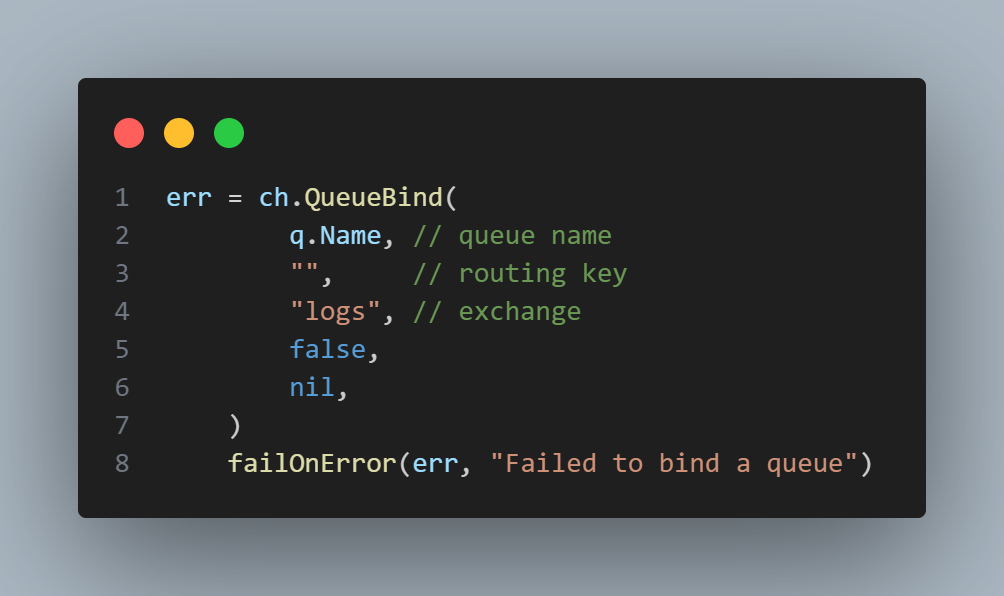 1 err = ch.QueueBind(
2         q.Name, // queue name
3         "",     // routing key
4         "logs", // exchange
5         false,
6         nil,
7     )
8     failOnError(err, "Failed to bind a queue")